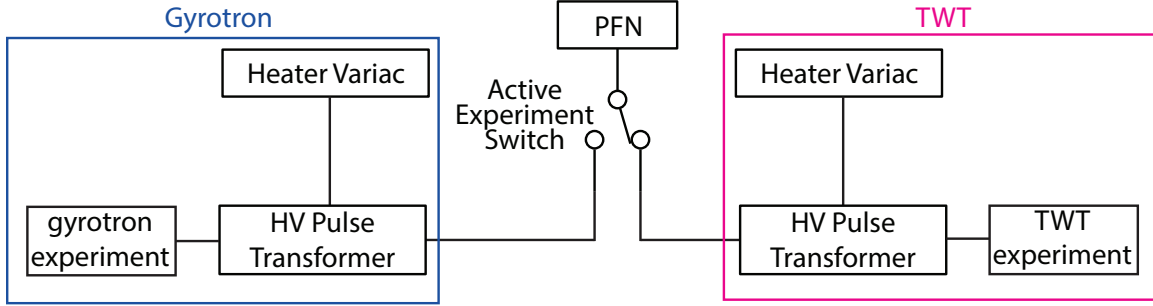 Gyrotron
Heater Variac
gyrotron
experiment
HV Pulse
Transformer
PFN
Active
Experiment
Switch
TWT
Heater Variac
HV Pulse
Transformer
TWT
experiment